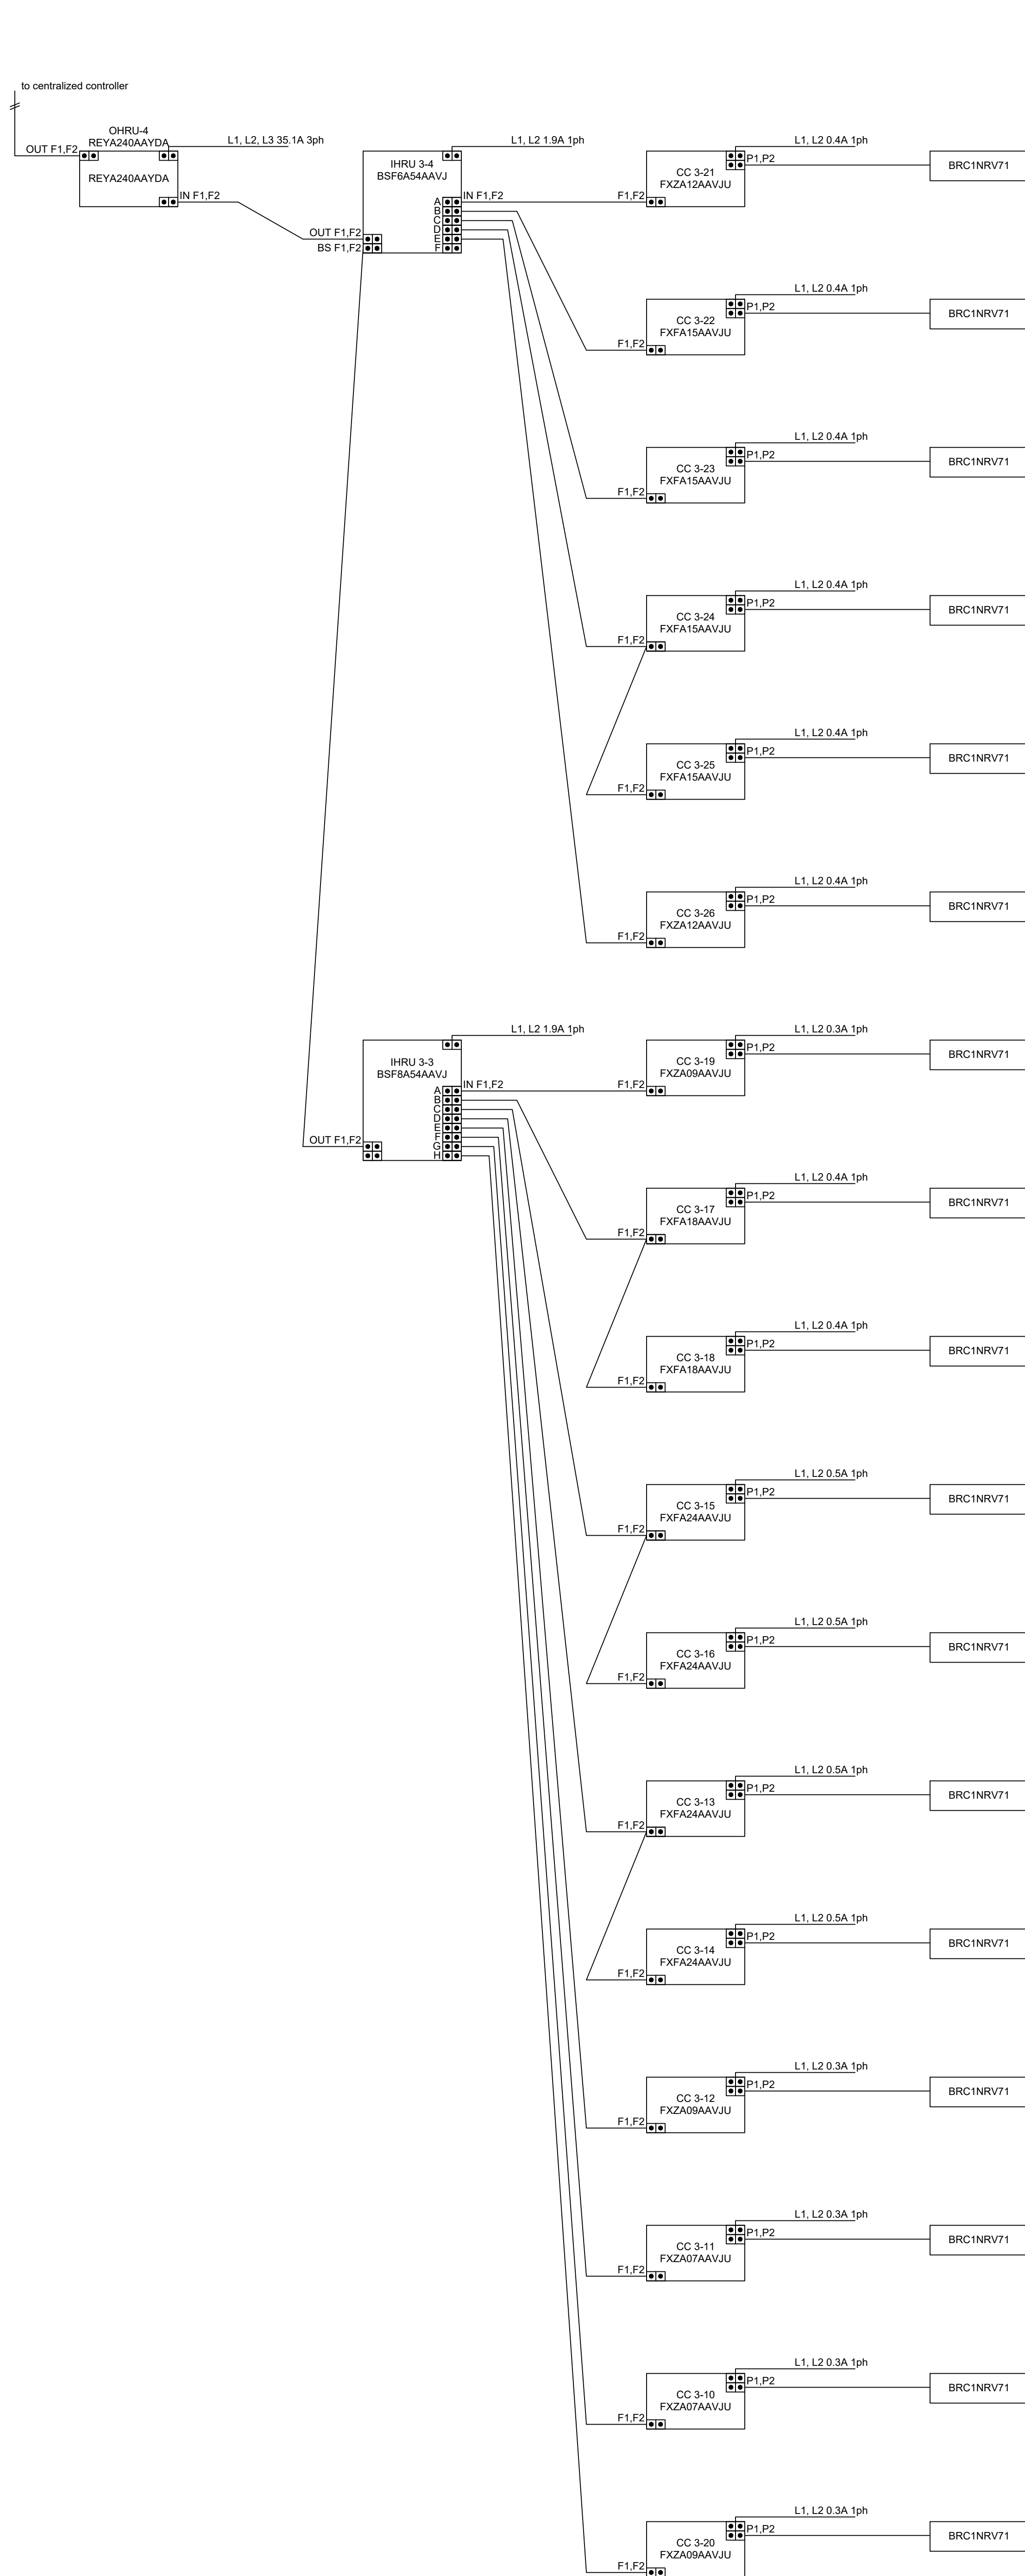 to centralized controller
OHRU-4
REYA240AAYDA
L1, L2, L3 35.1A 3ph
OUT F1,F2
REYA240AAYDA
IN F1,F2
L1, L2 1.9A 1ph
IHRU 3-4
BSF6A54AAVJ
A
IN F1,F2
B
C
D
E
F
OUT F1,F2
BS F1,F2
L1, L2 0.4A 1ph
P1,P2
CC 3-21
FXZA12AAVJU
F1,F2
BRC1NRV71
L1, L2 0.4A 1ph
P1,P2
CC 3-22
FXFA15AAVJU
F1,F2
BRC1NRV71
L1, L2 0.4A 1ph
P1,P2
CC 3-23
FXFA15AAVJU
F1,F2
BRC1NRV71
L1, L2 0.4A 1ph
P1,P2
CC 3-24
FXFA15AAVJU
F1,F2
BRC1NRV71
L1, L2 0.4A 1ph
P1,P2
CC 3-25
FXFA15AAVJU
F1,F2
BRC1NRV71
L1, L2 0.4A 1ph
P1,P2
CC 3-26
FXZA12AAVJU
F1,F2
BRC1NRV71
L1, L2 1.9A 1ph
IHRU 3-3
BSF8A54AAVJ
A
IN F1,F2
B
C
D
E
F
G
H
OUT F1,F2
L1, L2 0.3A 1ph
P1,P2
CC 3-19
FXZA09AAVJU
F1,F2
BRC1NRV71
L1, L2 0.4A 1ph
P1,P2
CC 3-17
FXFA18AAVJU
F1,F2
BRC1NRV71
L1, L2 0.4A 1ph
P1,P2
CC 3-18
FXFA18AAVJU
F1,F2
BRC1NRV71
L1, L2 0.5A 1ph
P1,P2
CC 3-15
FXFA24AAVJU
F1,F2
BRC1NRV71
L1, L2 0.5A 1ph
P1,P2
CC 3-16
FXFA24AAVJU
F1,F2
BRC1NRV71
L1, L2 0.5A 1ph
P1,P2
CC 3-13
FXFA24AAVJU
F1,F2
BRC1NRV71
L1, L2 0.5A 1ph
P1,P2
CC 3-14
FXFA24AAVJU
F1,F2
BRC1NRV71
L1, L2 0.3A 1ph
P1,P2
CC 3-12
FXZA09AAVJU
F1,F2
BRC1NRV71
L1, L2 0.3A 1ph
P1,P2
CC 3-11
FXZA07AAVJU
F1,F2
BRC1NRV71
L1, L2 0.3A 1ph
P1,P2
CC 3-10
FXZA07AAVJU
F1,F2
BRC1NRV71
L1, L2 0.3A 1ph
P1,P2
CC 3-20
FXZA09AAVJU
F1,F2
BRC1NRV71